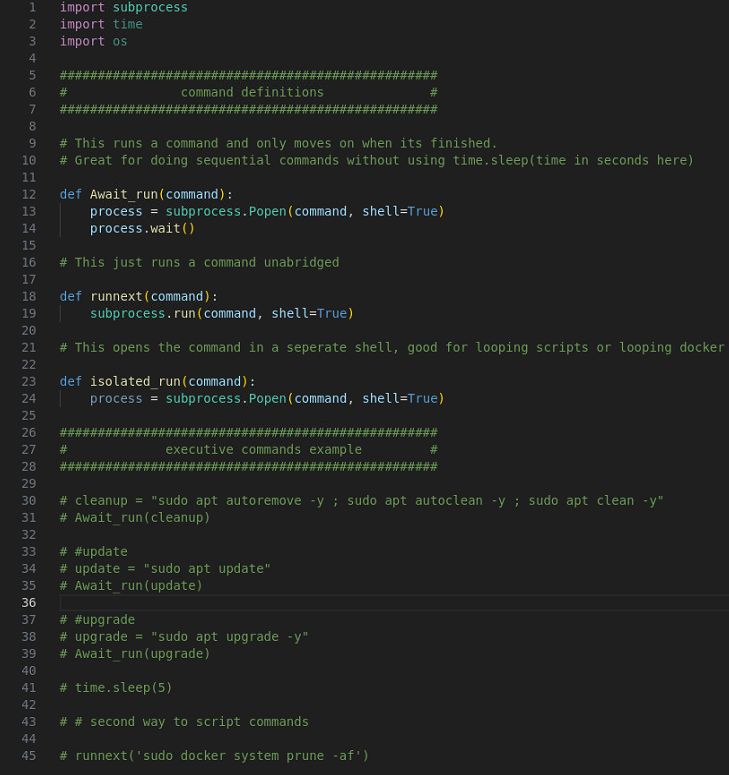 1 import subprocess
2 import time
3 import os
4
5 ##################################################
6 #               command definitions              #
7 ##################################################
8
9 # This runs a command and only moves on when its finished.
10 # Great for doing sequential commands without using time.sleep(time in seconds here)
11
12 def Await_run(command):
13     process = subprocess.Popen(command, shell=True)
14     process.wait()
15
16 # This just runs a command unabridged
17
18 def runnext(command):
19     subprocess.run(command, shell=True)
20
21 # This opens the command in a seperate shell, good for looping scripts or looping docker
22
23 def isolated_run(command):
24     process = subprocess.Popen(command, shell=True)
25
26 ##################################################
27 #             executive commands example         #
28 ##################################################
29
30 # cleanup = "sudo apt autoremove -y ; sudo apt autoclean -y ; sudo apt clean -y"
31 # Await_run(cleanup)
32
33 # #update
34 # update = "sudo apt update"
35 # Await_run(update)
36
37 # #upgrade
38 # upgrade = "sudo apt upgrade -y"
39 # Await_run(upgrade)
40
41 # time.sleep(5)
42
43 # # second way to script commands
44
45 # runnext('sudo docker system prune -af')